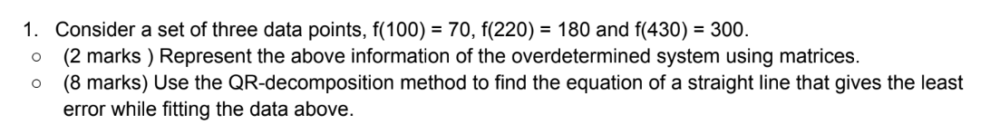 1. Consider a set of three data points, f(100) = 70, f(220) = 180 and f(430) = 300.
○ (2 marks ) Represent the above information of the overdetermined system using matrices.
○ (8 marks) Use the QR-decomposition method to find the equation of a straight line that gives the least
error while fitting the data above.